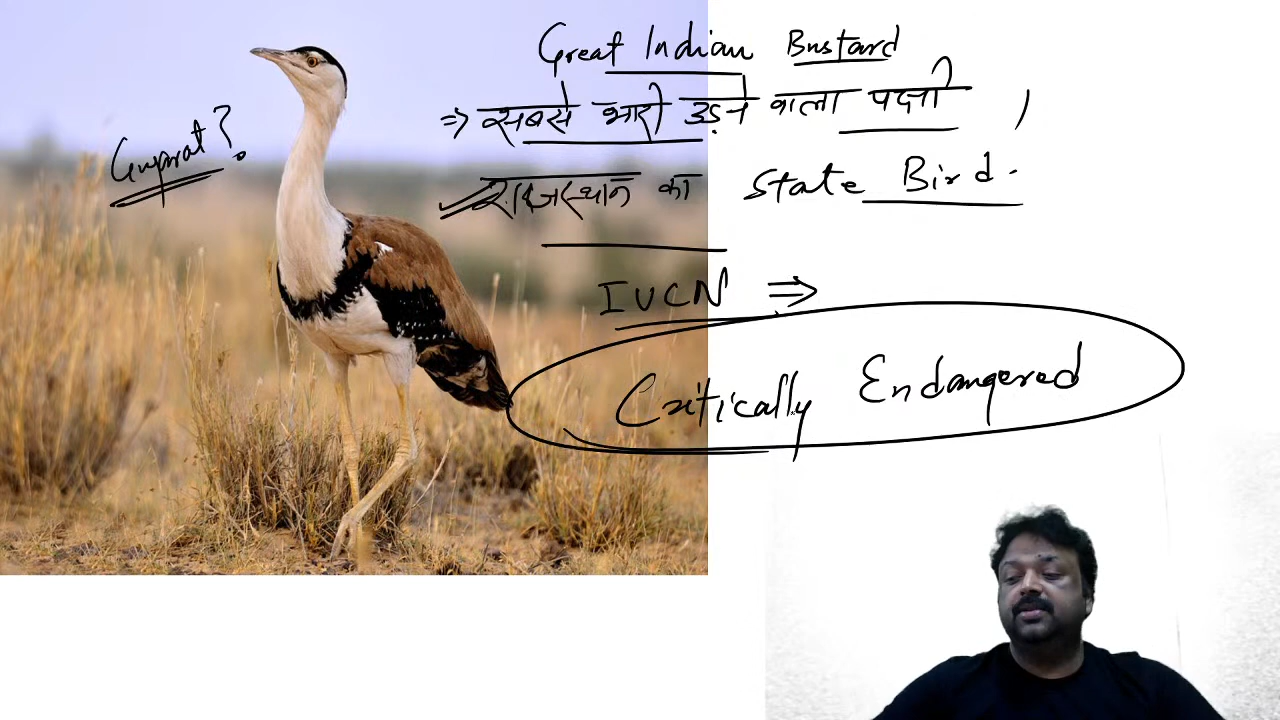 Great Indian Bustard
⇒ सबसे भारी उड़ने वाला पक्षी,
राजस्थान का State Bird.
Gujrat?
IUCN ⇒
Critically Endangered